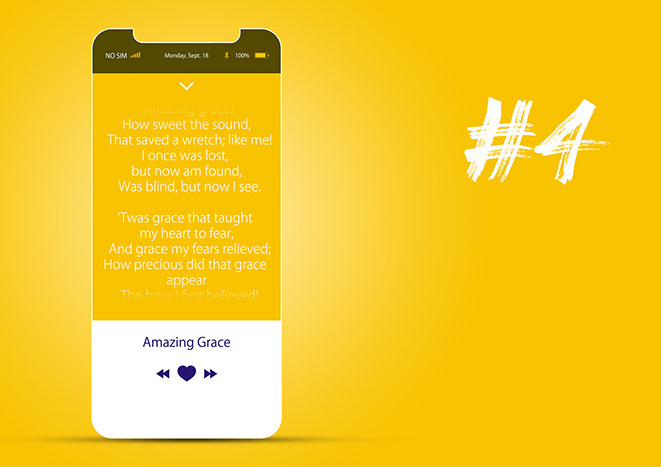 NO SIM
Monday, Sept. 18
100%
Amazing grace!
How sweet the sound,
That saved a wretch; like me!
I once was lost,
but now am found,
Was blind, but now I see.
'Twas grace that taught
my heart to fear,
And grace my fears relieved;
How precious did that grace
appear
The hour I first believed!
Amazing Grace
#4